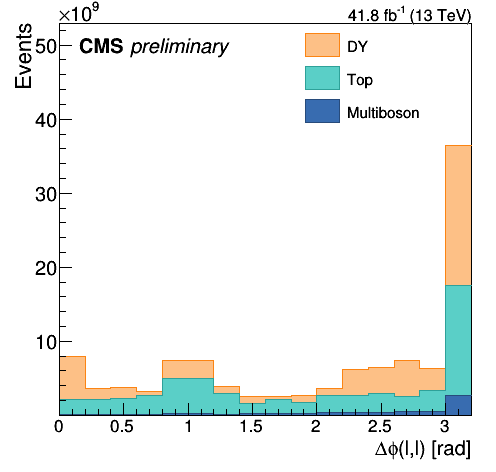 ×10⁹
41.8 fb⁻¹ (13 TeV)
Events
CMS preliminary
DY
Top
Multiboson
50
40
30
20
10
0 0.5 1 1.5 2 2.5 3
Δϕ(l,l) [rad]